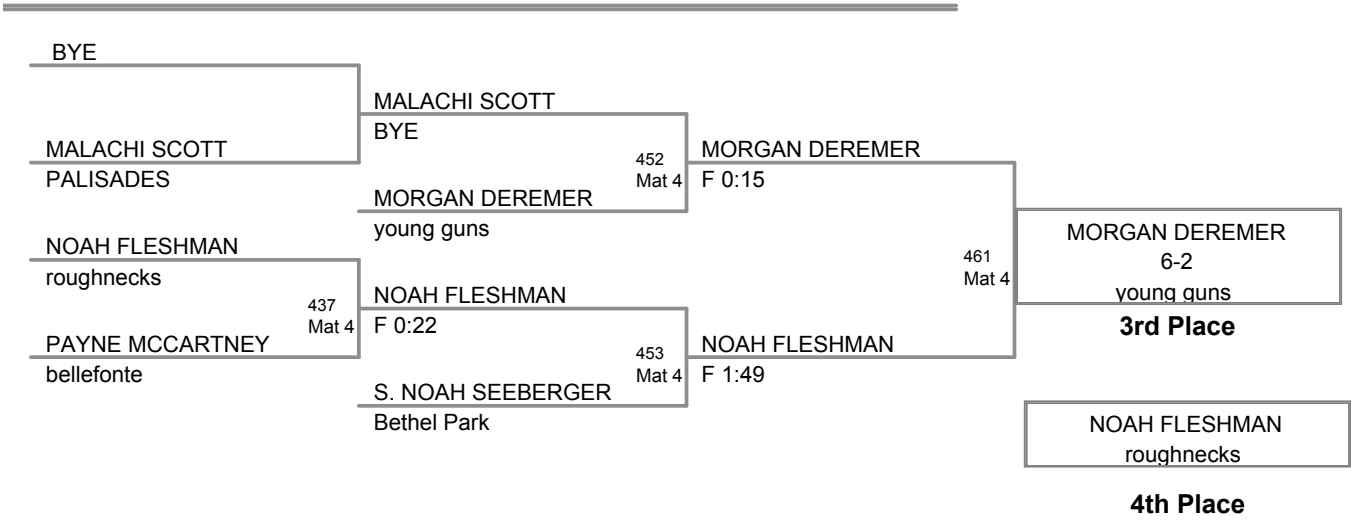 BYE
MALACHI SCOTT
BYE
MALACHI SCOTT
PALISADES
452
Mat 4
MORGAN DEREMER
F 0:15
MORGAN DEREMER
young guns
NOAH FLESHMAN
roughnecks
461
Mat 4
MORGAN DEREMER
6-2
young guns
3rd Place
437
Mat 4
NOAH FLESHMAN
F 0:22
PAYNE MCCARTNEY
bellefonte
453
Mat 4
NOAH FLESHMAN
F 1:49
S. NOAH SEEBERGER
Bethel Park
NOAH FLESHMAN
roughnecks
4th Place